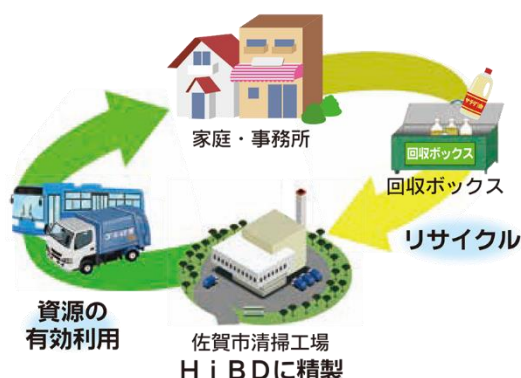 家庭・事務所
回収ボックス
回収ボックス
リサイクル
資源の
有効利用
佐賀市清掃工場
HiBDに精製